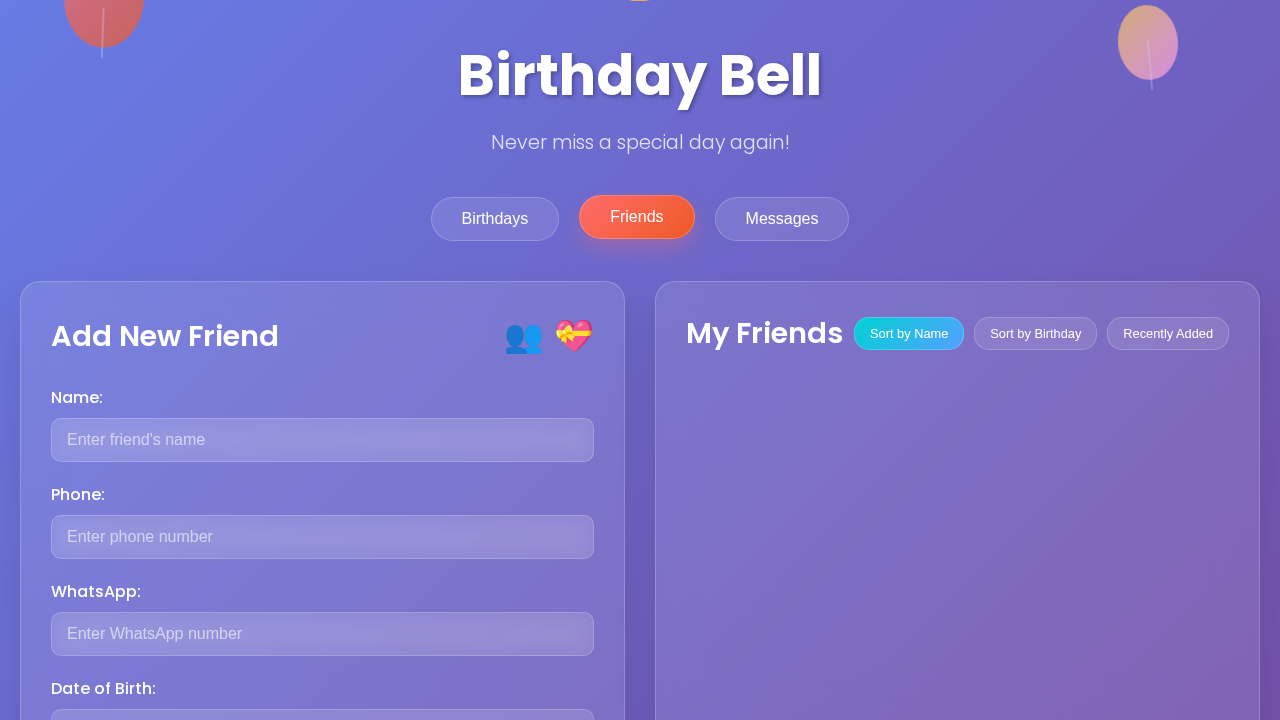 Birthday Bell
Never miss a special day again!
Birthdays
Friends
Messages
Add New Friend
Name:
Enter friend's name
Phone:
Enter phone number
WhatsApp:
Enter WhatsApp number
Date of Birth:
My Friends
Sort by Name
Sort by Birthday
Recently Added